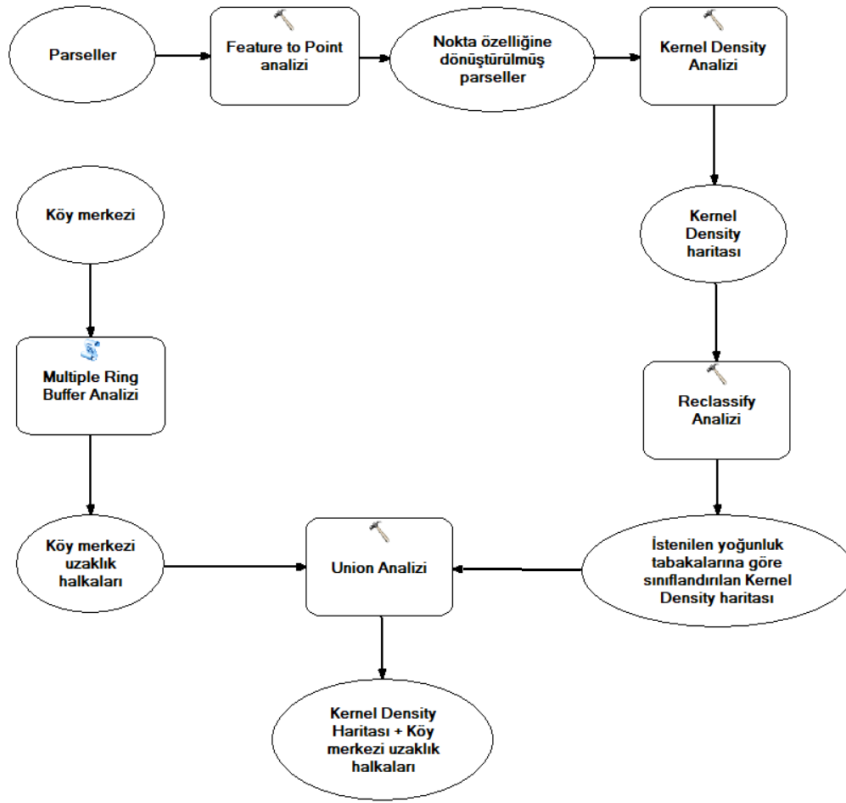 Parseller
Feature to Point
analizi
Nokta özelliğine
dönüştürülmüş
parseller
Kernel Density
Analizi
Köy merkezi
Kernel
Density
haritası
Multiple Ring
Buffer Analizi
Reclassify
Analizi
Köy merkezi
uzaklık
halkaları
Union Analizi
İstenilen yoğunluk
tabakalarına göre
sınıflandırılan Kernel
Density haritası
Kernel Density
Haritası + Köy
merkezi uzaklık
halkaları